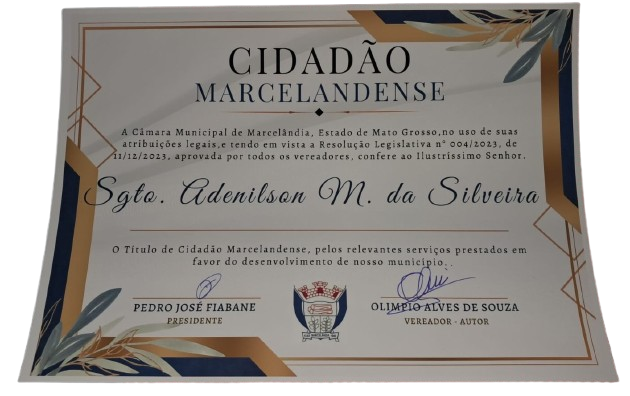 CIDADÃO
MARCELANDENSE
A Câmara Municipal de Marcelândia, Estado de Mato Grosso,no uso de suas
atribuições legais,e tendo em vista a Resolução Legislativa nº 004/2023, de
11/12/2023, aprovada por todos os vereadores, confere ao Ilustríssimo Senhor.
Sgto. Adenilson M. da Silveira
O Título de Cidadão Marcelandense, pelos relevantes serviços prestados em
favor do desenvolvimento de nosso município..
PEDRO JOSÉ FIABANE
PRESIDENTE
OLIMPIO ALVES DE SOUZA
VEREADOR - AUTOR